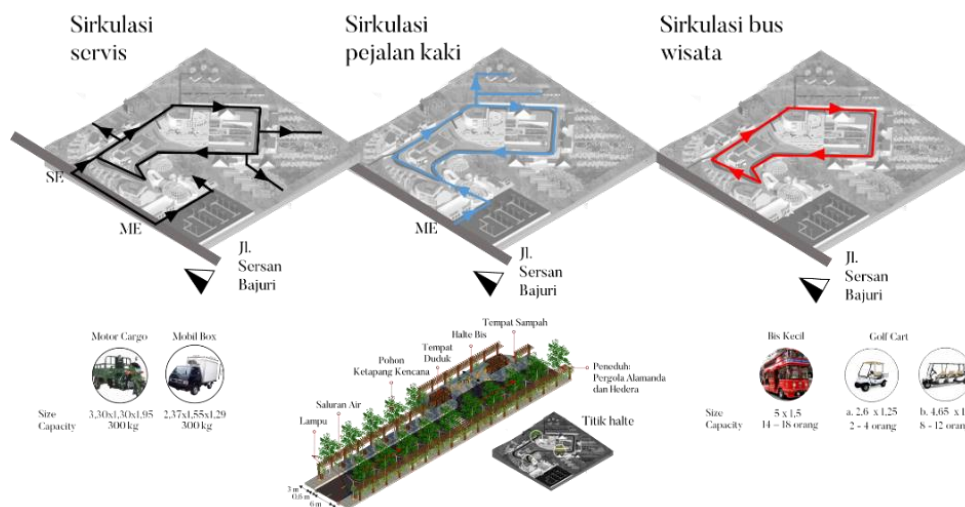 Sirkulasi
servis
Sirkulasi
pejalan kaki
Sirkulasi bus
wisata
SE
ME
Jl.
Sersan
Bajuri
ME
Jl.
Sersan
Bajuri
Jl.
Sersan
Bajuri
Motor Cargo
Mobil Box
Size
Capacity
3,30x1,30x1,95
300 kg
2,37x1,55x1,29
300 kg
Tempat Sampah
Halte Bis
Tempat
Duduk
Pohon
Ketapang Kencana
Saluran Air
Lampu
Peneduh:
Pergola Alamanda
dan Hedera
Titik halte
3 m
0.6 m
6 m
Bis Kecil
Golf Cart
Size
Capacity
5 x 1,5
14 – 18 orang
a. 2,6 x 1,25
2 - 4 orang
b. 4,65 x 1
8 - 12 oran